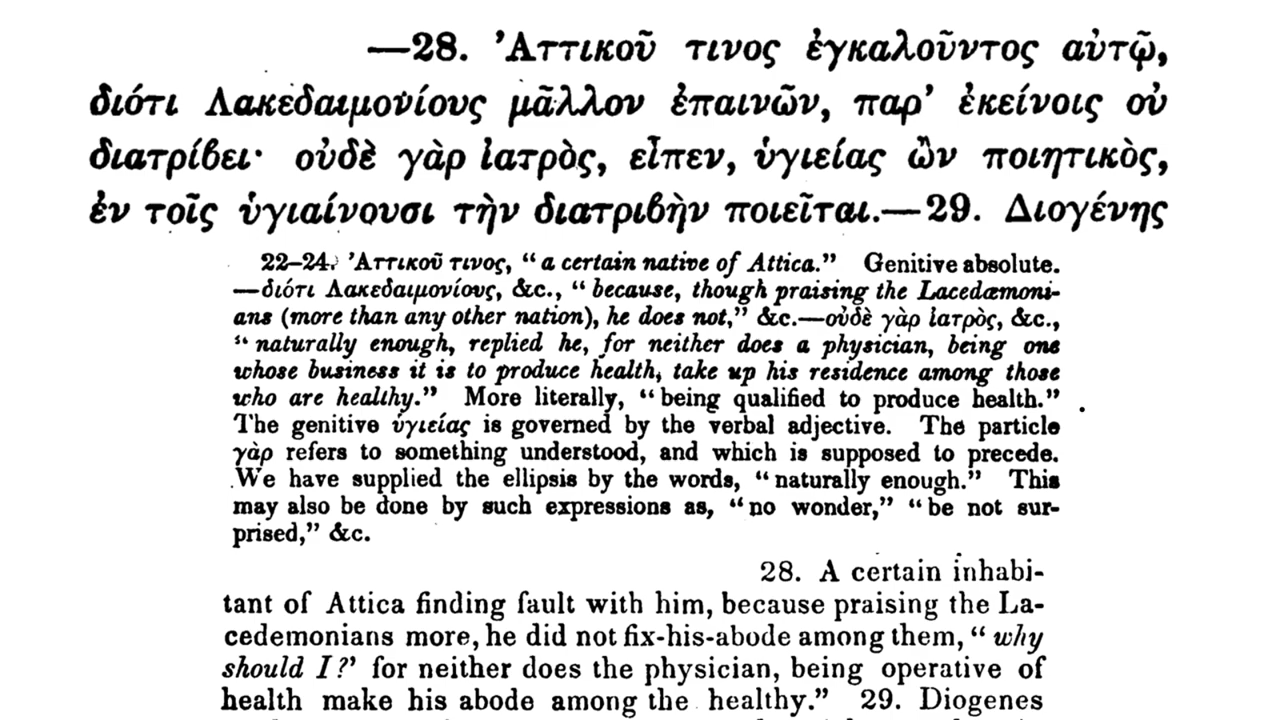 —28. Ἀττικοῦ τινος ἐγκαλοῦντος αὐτῷ,
διότι Λακεδαιμονίους μᾶλλον ἐπαινῶν, παρ’ ἐκείνοις οὐ
διατρίβει· οὐδὲ γὰρ ἰατρὸς, εἶπεν, ὑγιείας ὢν ποιητικὸς,
ἐν τοῖς ὑγιαίνουσι τὴν διατριβὴν ποιεῖται.—29. Διογένης
22–24. Ἀττικοῦ τινος, “a certain native of Attica.” Genitive absolute.
—διότι Λακεδαιμονίους, &c., “because, though praising the Lacedæmoni-
ans (more than any other nation), he does not,” &c.—οὐδὲ γὰρ ἰατρὸς, &c.,
“naturally enough, replied he, for neither does a physician, being one
whose business it is to produce health, take up his residence among those
who are healthy.” More literally, “being qualified to produce health.”
The genitive ὑγιείας is governed by the verbal adjective. The particle
γὰρ refers to something understood, and which is supposed to precede.
We have supplied the ellipsis by the words, “naturally enough.” This
may also be done by such expressions as, “no wonder,” “be not sur-
prised,” &c.
28. A certain inhabi-
tant of Attica finding fault with him, because praising the La-
cedemonians more, he did not fix-his-abode among them, “why
should I?’ for neither does the physician, being operative of
health make his abode among the healthy.” 29. Diogenes